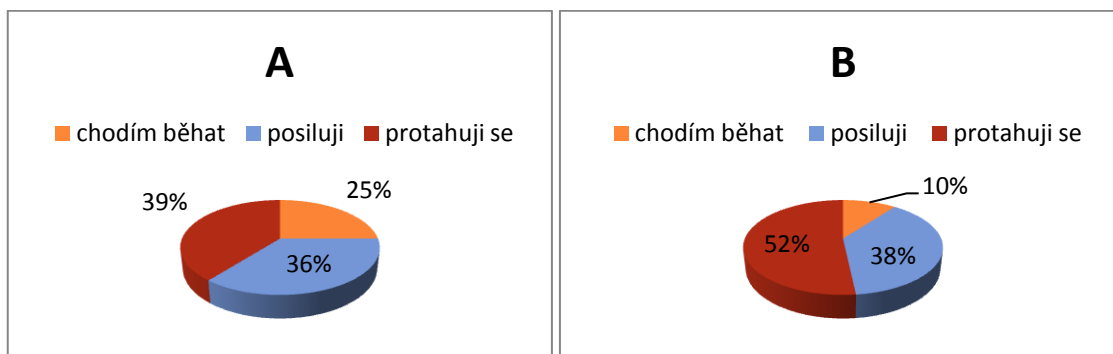 A
chodím běhat posiluji protahuji se
39%
25%
36%
B
chodím běhat posiluji protahuji se
10%
52%
38%